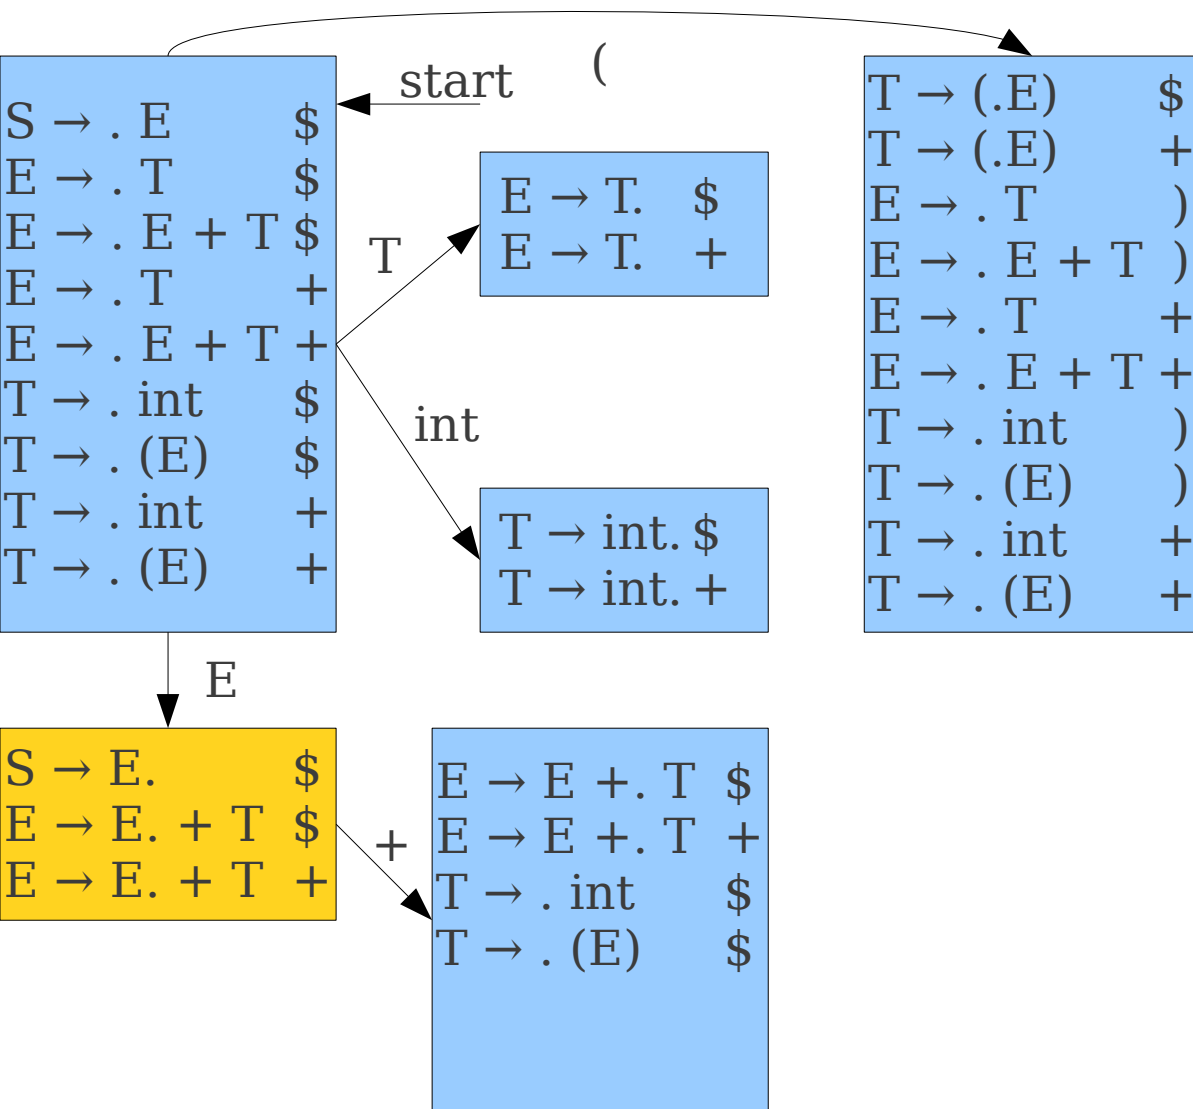 (
start
S → . E $
E → . T $
E → . E + T $
E → . T +
E → . E + T +
T → . int $
T → . (E) $
T → . int +
T → . (E) +
T
E → T. $
E → T. +
int
T → int. $
T → int. +
T → (.E) $
T → (.E) +
E → . T )
E → . E + T )
E → . T +
E → . E + T +
T → . int )
T → . (E) )
T → . int +
T → . (E) +
E
S → E. $
E → E. + T $
E → E. + T +
+
E → E +. T $
E → E +. T +
T → . int $
T → . (E) $